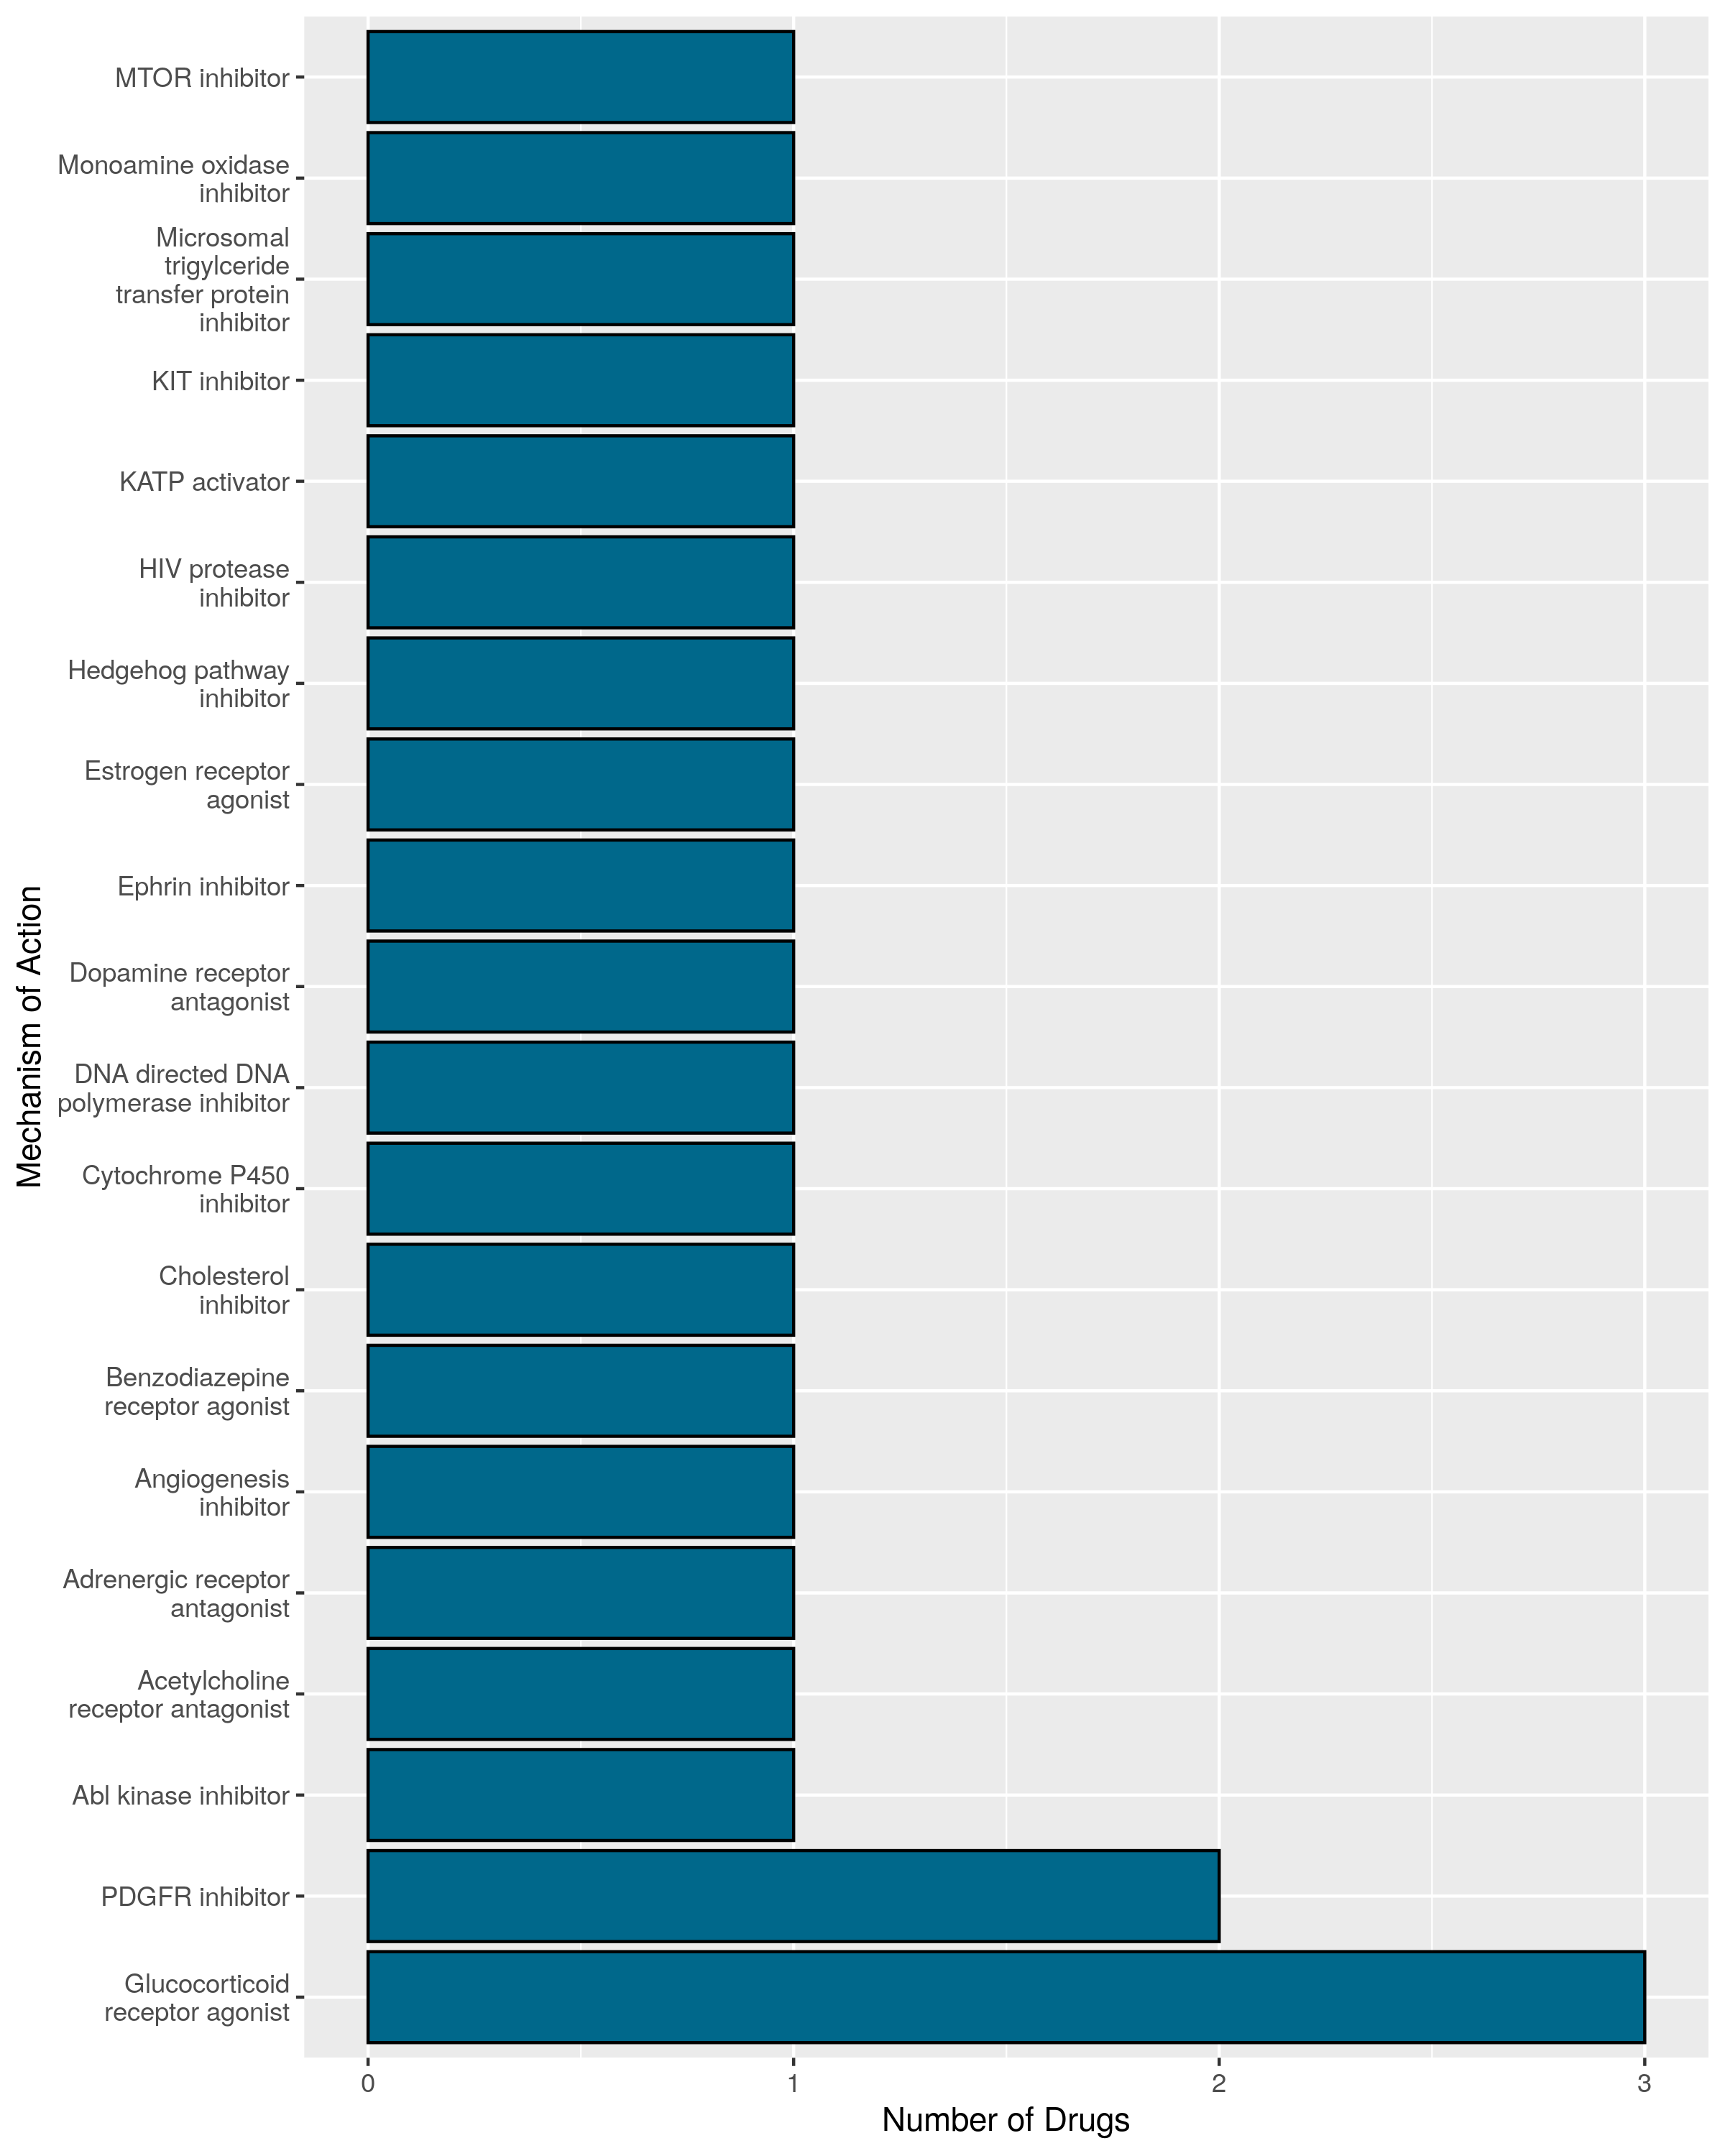 MTOR inhibitor
Monoamine oxidase
inhibitor
Microsomal
trigylceride
transfer protein
inhibitor
KIT inhibitor
KATP activator
HIV protease
inhibitor
Hedgehog pathway
inhibitor
Estrogen receptor
agonist
Ephrin inhibitor
Dopamine receptor
antagonist
DNA directed DNA
polymerase inhibitor
Cytochrome P450
inhibitor
Cholesterol
inhibitor
Benzodiazepine
receptor agonist
Angiogenesis
inhibitor
Adrenergic receptor
antagonist
Acetylcholine
receptor antagonist
Abl kinase inhibitor
PDGFR inhibitor
Glucocorticoid
receptor agonist
Mechanism of Action
0 1 2 3
Number of Drugs